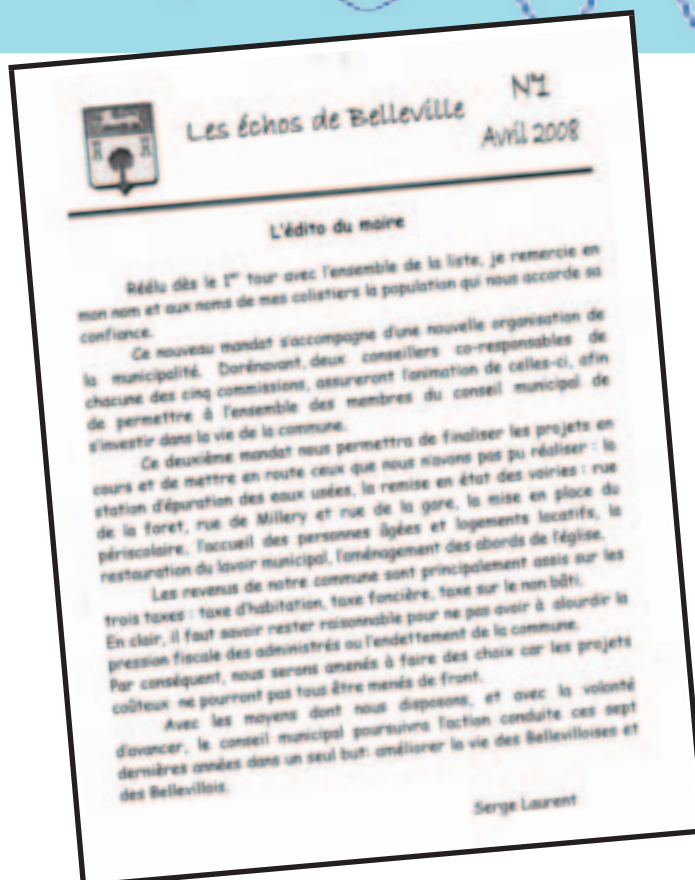 Les échos de Belleville
N°1
Avril 2008
L'édito du maire
Réélu dès le 1er tour avec l'ensemble de la liste, je remercie en
mon nom et aux noms de mes colistiers la population qui nous accorde sa
confiance.
Ce nouveau mandat s'accompagne d'une nouvelle organisation de
la municipalité. Dorénavant, deux conseillers co-responsables de
chacune des cinq commissions, assureront l'animation de celles-ci, afin
de permettre à l'ensemble des membres du conseil municipal de
s'investir dans la vie de la commune.
Ce deuxième mandat nous permettra de finaliser les projets en
cours et de mettre en route ceux que nous n'avons pas pu réaliser : la
station d'épuration des eaux usées, la remise en état des voiries : rue
de la foret, rue de Millery et rue de la gare, la mise en place du
périscolaire, l'accueil des personnes âgées et logements locatifs, la
restauration du lavoir municipal, l'aménagement des abords de l'église.
Les revenus de notre commune sont principalement assis sur les
trois taxes : taxe d'habitation, taxe foncière, taxe sur le non bâti.
En clair, il faut savoir rester raisonnable pour ne pas avoir à alourdir la
pression fiscale des administrés ou l'endettement de la commune.
Par conséquent, nous serons amenés à faire des choix car les projets
coûteux ne pourront pas tous être menés de front.
Avec les moyens dont nous disposons, et avec la volonté
d'avancer, le conseil municipal poursuivra l'action conduite ces sept
dernières années dans un seul but: améliorer la vie des Bellevilloises et
des Bellevillois.
Serge Laurent